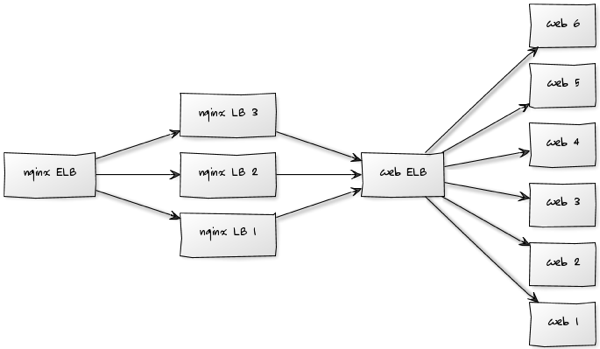 web 6
web 5
nginx LB 3
web 4
nginx ELB
nginx LB 2
web ELB
web 3
nginx LB 1
web 2
web 1